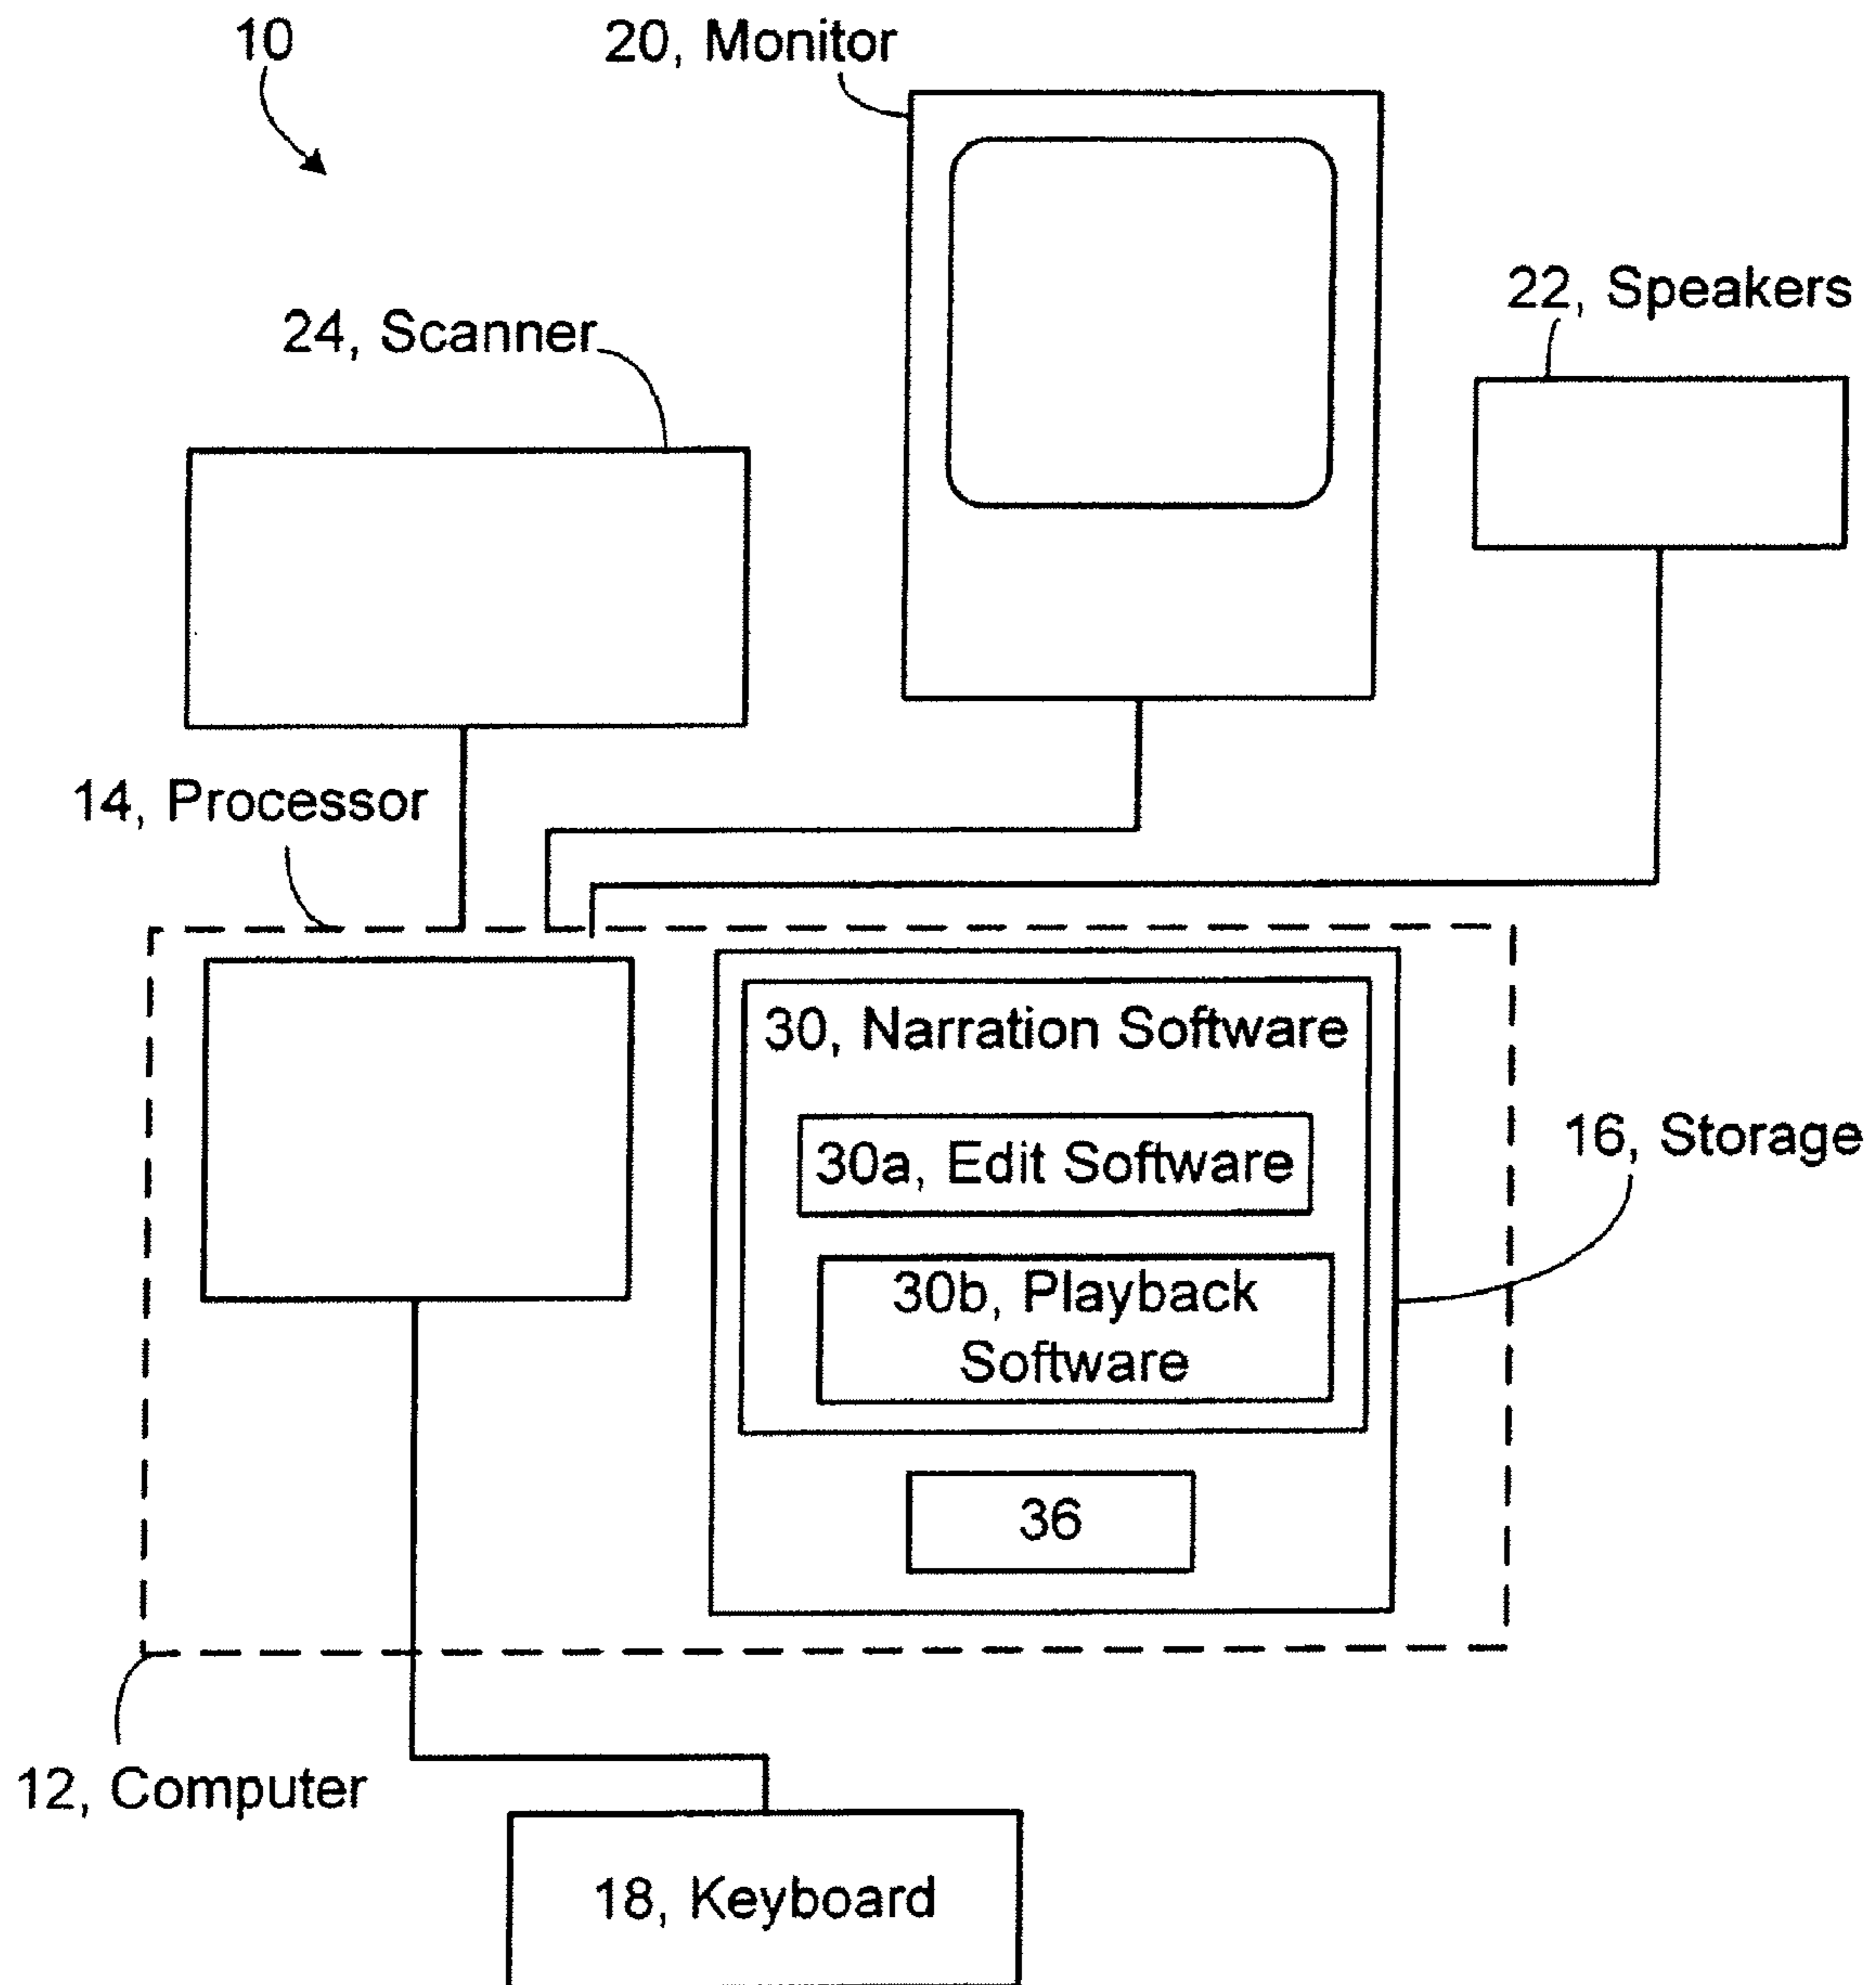 10
20, Monitor
22, Speakers
24, Scanner
14, Processor
30, Narration Software
30a, Edit Software
16, Storage
30b, Playback
Software
36
12, Computer
18, Keyboard